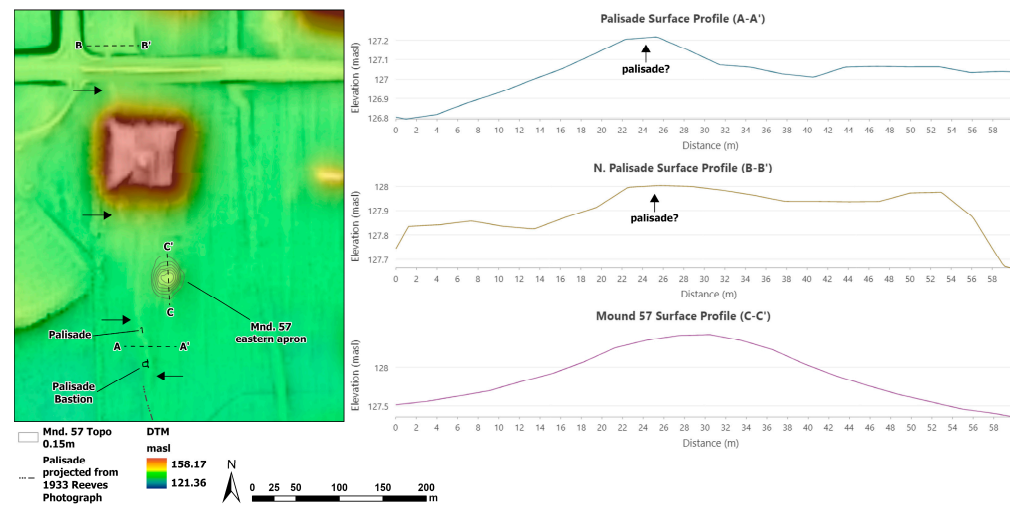 B
B'
C'
C
Mnd. 57
eastern apron
Palisade
A
A'
Palisade
Bastion
Mnd. 57 Topo
0.15m
Palisade
projected from
1933 Reeves
Photograph
DTM
masl
158.17
121.36
N
0 25 50 100 150 200
m
Palisade Surface Profile (A-A')
Elevation (masl)
127.2
127.1
127
126.9
126.8
palisade?
0 2 4 6 8 10 12 14 16 18 20 22 24 26 28 30 32 34 36 38 40 42 44 46 48 50 52 54 56 58
Distance (m)
N. Palisade Surface Profile (B-B')
Elevation (masl)
128
127.9
127.8
127.7
palisade?
0 2 4 6 8 10 12 14 16 18 20 22 24 26 28 30 32 34 36 38 40 42 44 46 48 50 52 54 56 58
Distance (m)
Mound 57 Surface Profile (C-C')
Elevation (masl)
128
127.5
0 2 4 6 8 10 12 14 16 18 20 22 24 26 28 30 32 34 36 38 40 42 44 46 48 50 52 54 56 58
Distance (m)